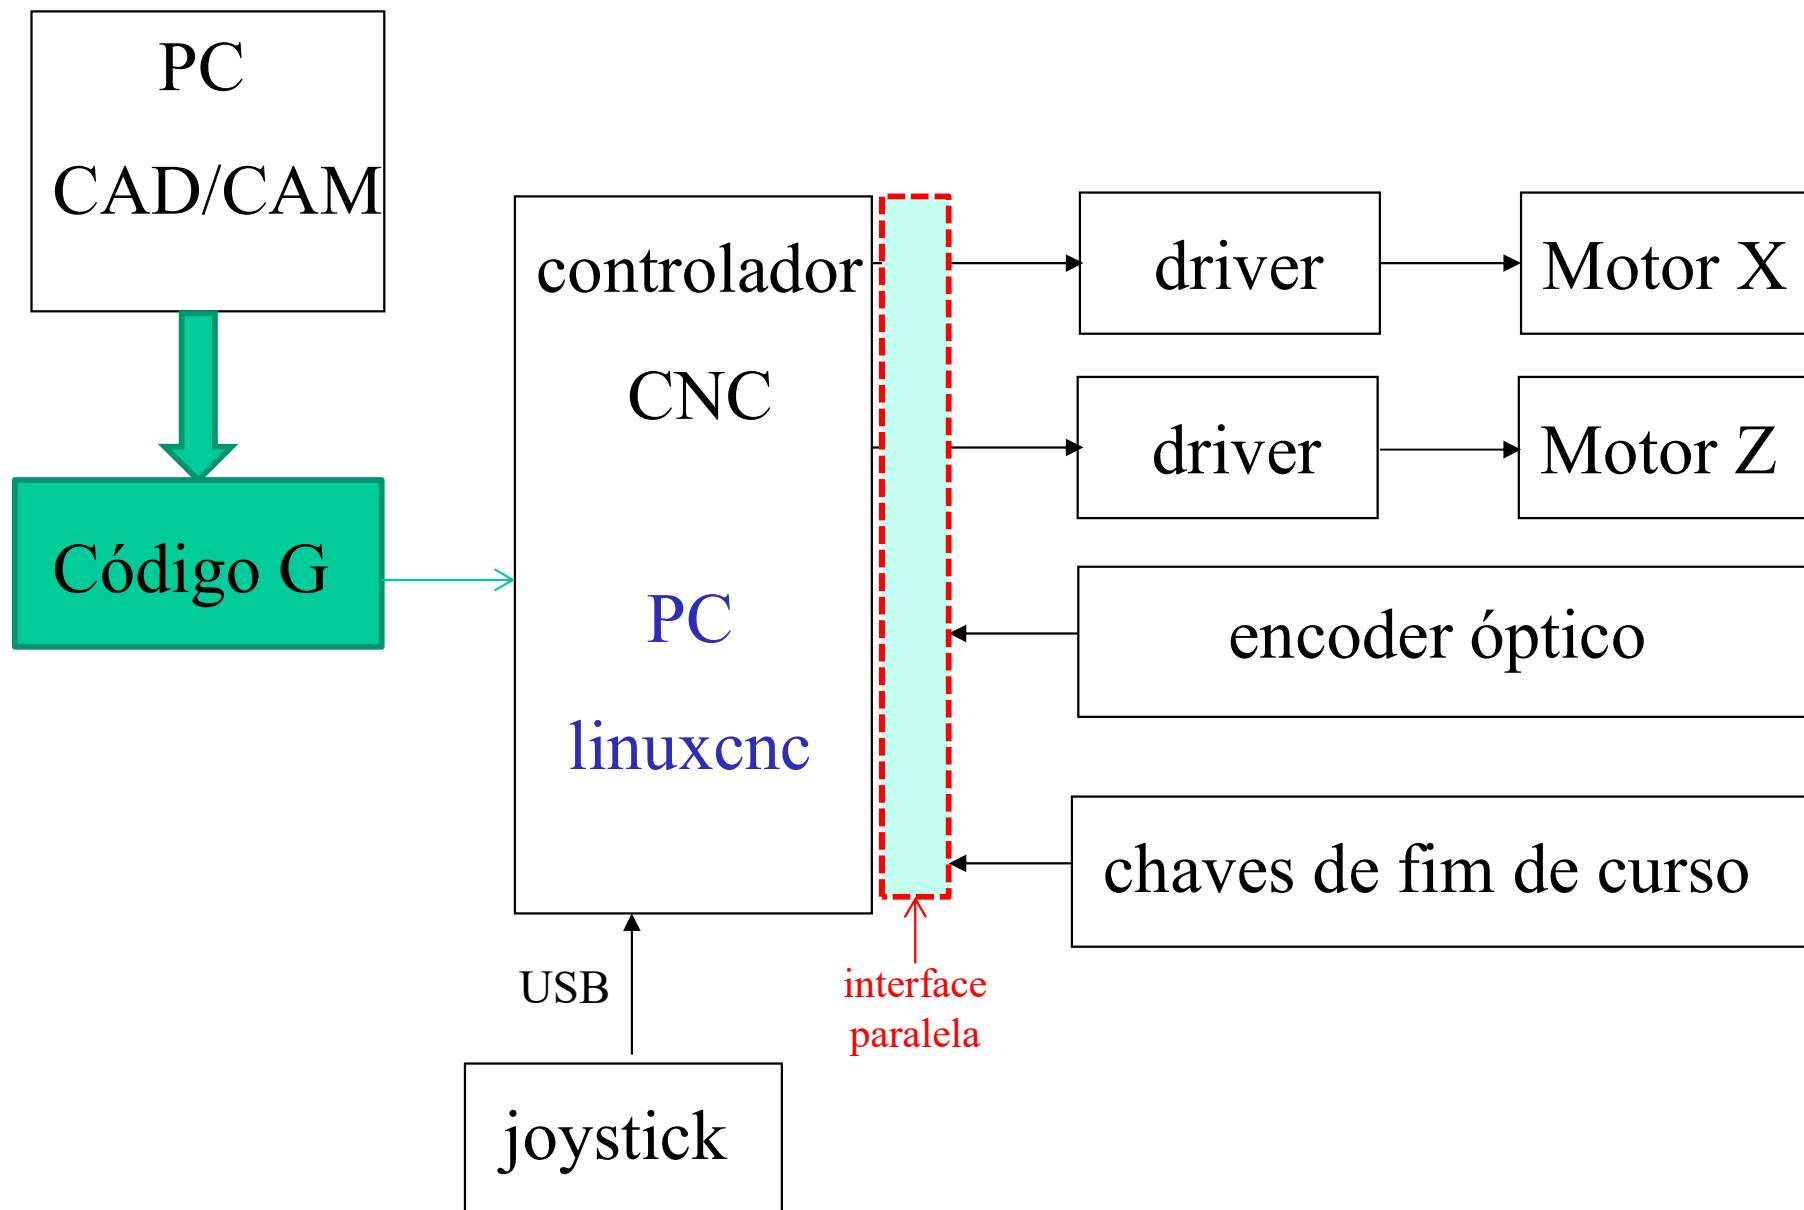 PC
CAD/CAM
Código G
controlador
CNC
PC
linuxcnc
driver
Motor X
driver
Motor Z
encoder óptico
chaves de fim de curso
USB
interface
paralela
joystick